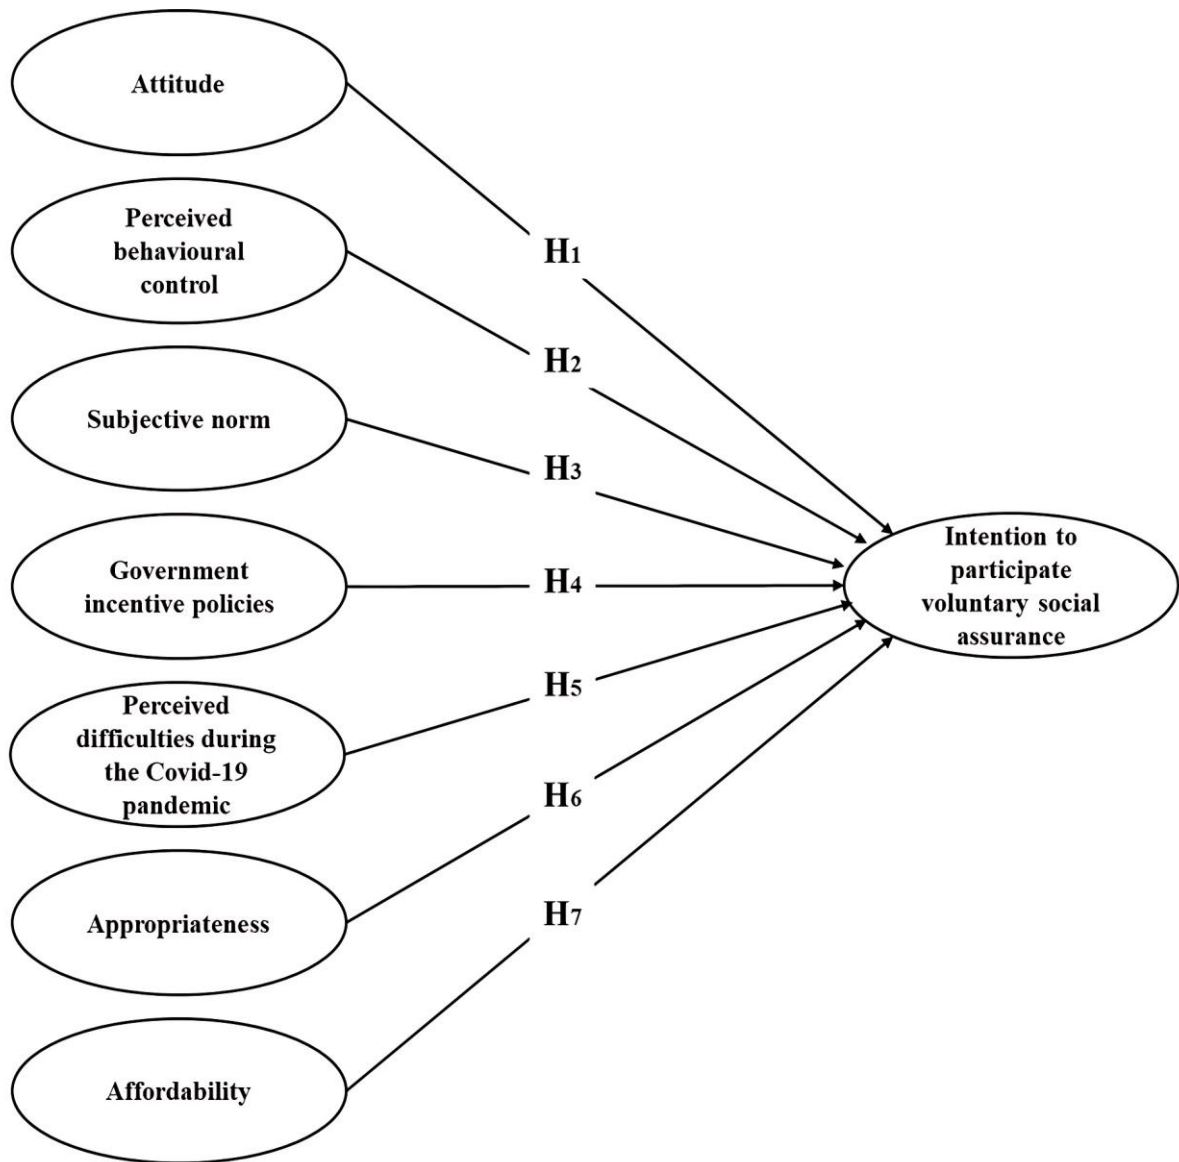 Attitude
Perceived
behavioural
control
Subjective norm
Government
incentive policies
Perceived
difficulties during
the Covid-19
pandemic
Appropriateness
Affordability
H1
H2
H3
H4
H5
H6
H7
Intention to
participate
voluntary social
assurance